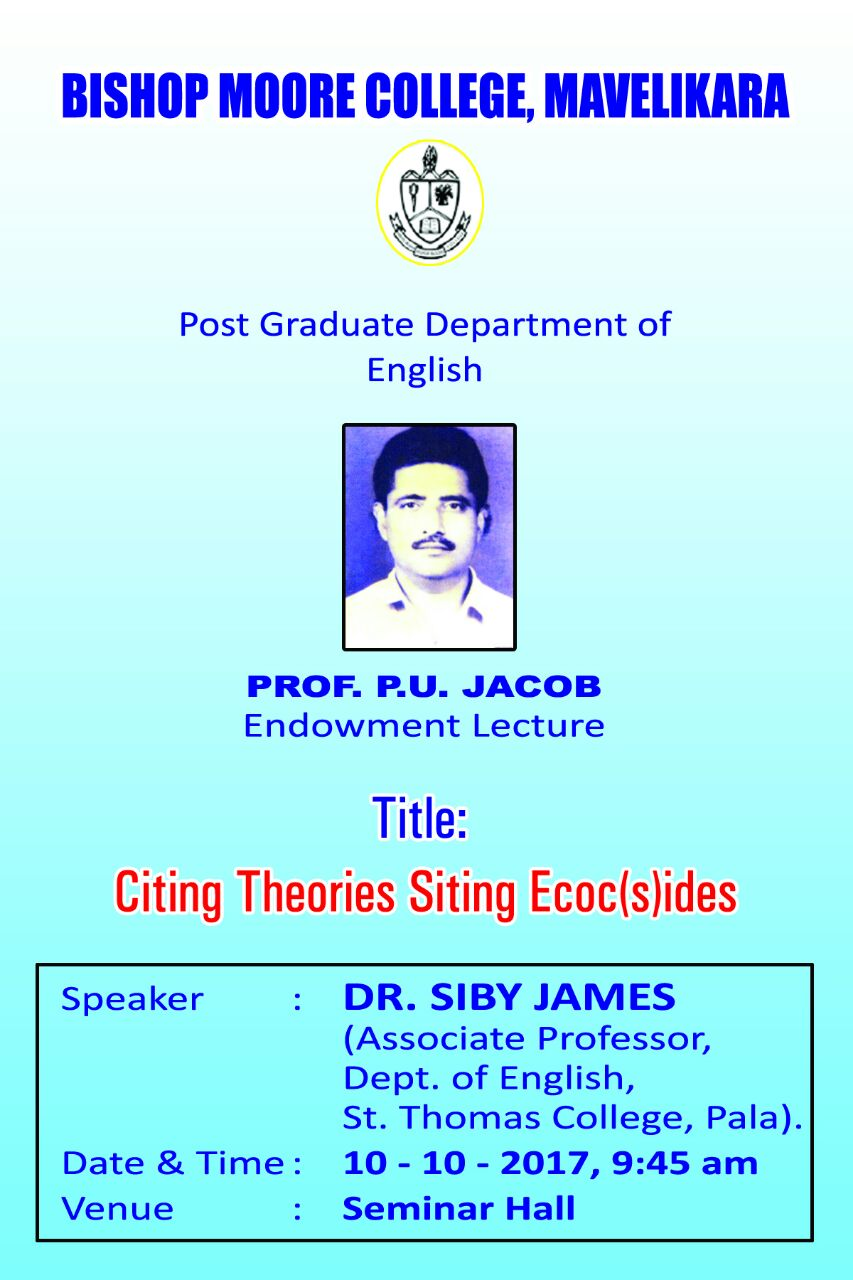 BISHOP MOORE COLLEGE, MAVELIKARA
Post Graduate Department of
English
PROF. P.U. JACOB
Endowment Lecture
Title:
Citing Theories Siting Ecoc(s)ides
Speaker : DR. SIBY JAMES
(Associate Professor,
Dept. of English,
St. Thomas College, Pala).
Date & Time : 10 - 10 - 2017, 9:45 am
Venue : Seminar Hall